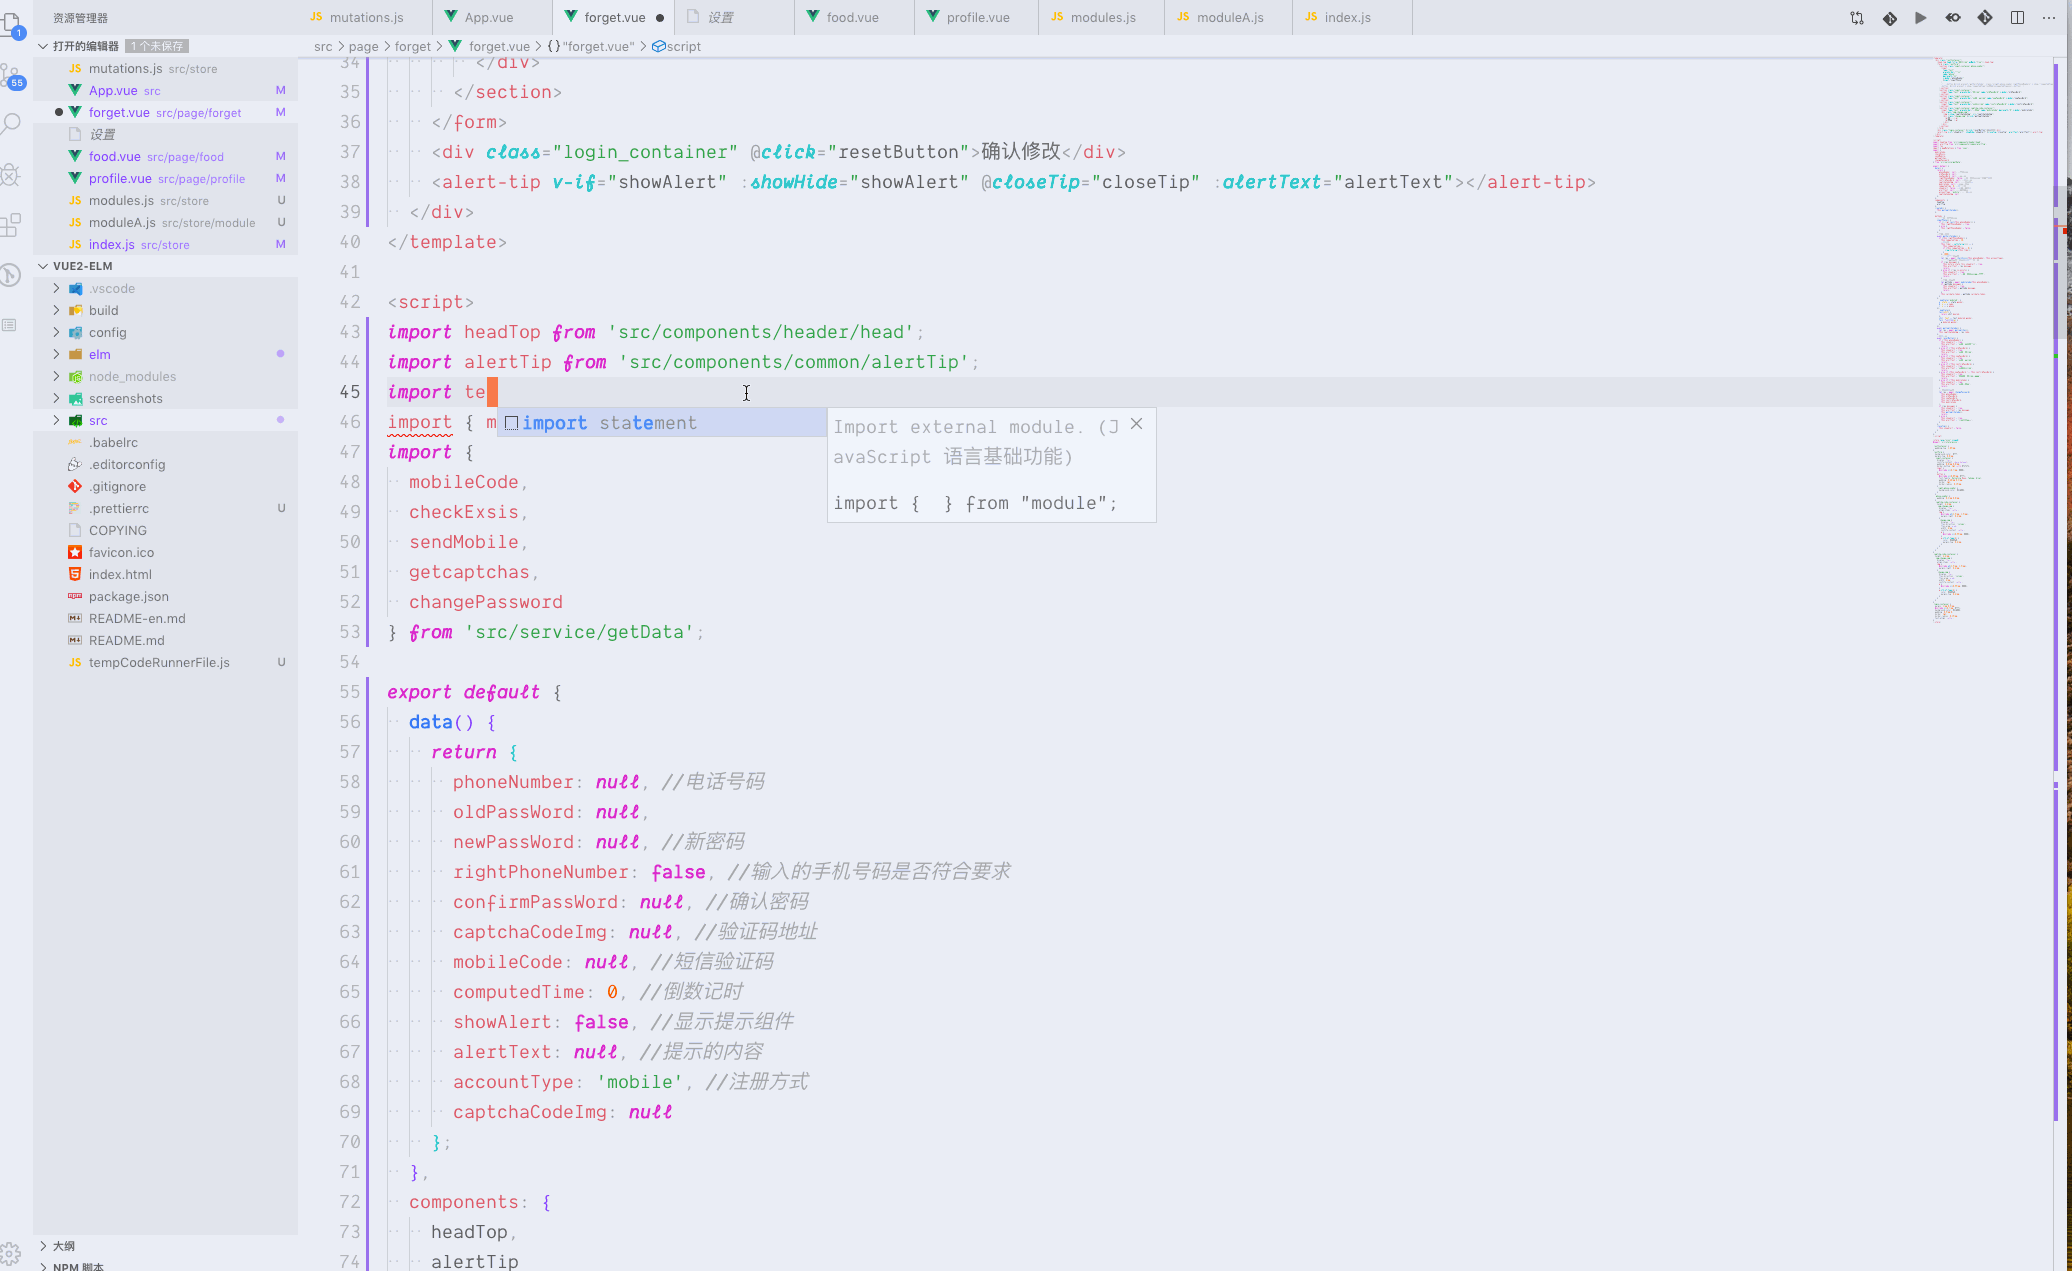 资源管理器
打开的编辑器 1 个未保存
JS mutations.js src/store
App.vue src M
forget.vue src/page/forget M
设置
food.vue src/page/food M
profile.vue src/page/profile M
JS modules.js src/store U
JS moduleA.js src/store/module U
JS index.js src/store M
VUE2-ELM
.vscode
build
config
elm
node_modules
screenshots
src
.babelrc
.editorconfig
.gitignore
.prettierrc U
COPYING
favicon.ico
index.html
package.json
README-en.md
README.md
JS tempCodeRunnerFile.js U
大纲
NPM 脚本
1
55
JS mutations.js
App.vue
forget.vue
设置
food.vue
profile.vue
JS modules.js
JS moduleA.js
JS index.js
src > page > forget > forget.vue > {} "forget.vue" > script
34 </div>
35 </section>
36 </form>
37 <div class="login_container" @click="resetButton">确认修改</div>
38 <alert-tip v-if="showAlert" :showHide="showAlert" @closeTip="closeTip" :alertText="alertText"></alert-tip>
39 </div>
40 </template>
41
42 <script>
43 import headTop from 'src/components/header/head';
44 import alertTip from 'src/components/common/alertTip';
45 import te
46 import { m
import statement
Import external module. (J
avaScript 语言基础功能)
import {  } from "module";
47 import {
48 mobileCode,
49 checkExsis,
50 sendMobile,
51 getcaptchas,
52 changePassword
53 } from 'src/service/getData';
54
55 export default {
56 data() {
57 return {
58 phoneNumber: null, //电话号码
59 oldPassWord: null,
60 newPassWord: null, //新密码
61 rightPhoneNumber: false, //输入的手机号码是否符合要求
62 confirmPassWord: null, //确认密码
63 captchaCodeImg: null, //验证码地址
64 mobileCode: null, //短信验证码
65 computedTime: 0, //倒数记时
66 showAlert: false, //显示提示组件
67 alertText: null, //提示的内容
68 accountType: 'mobile', //注册方式
69 captchaCodeImg: null
70 };
71 },
72 components: {
73 headTop,
74 alertTip